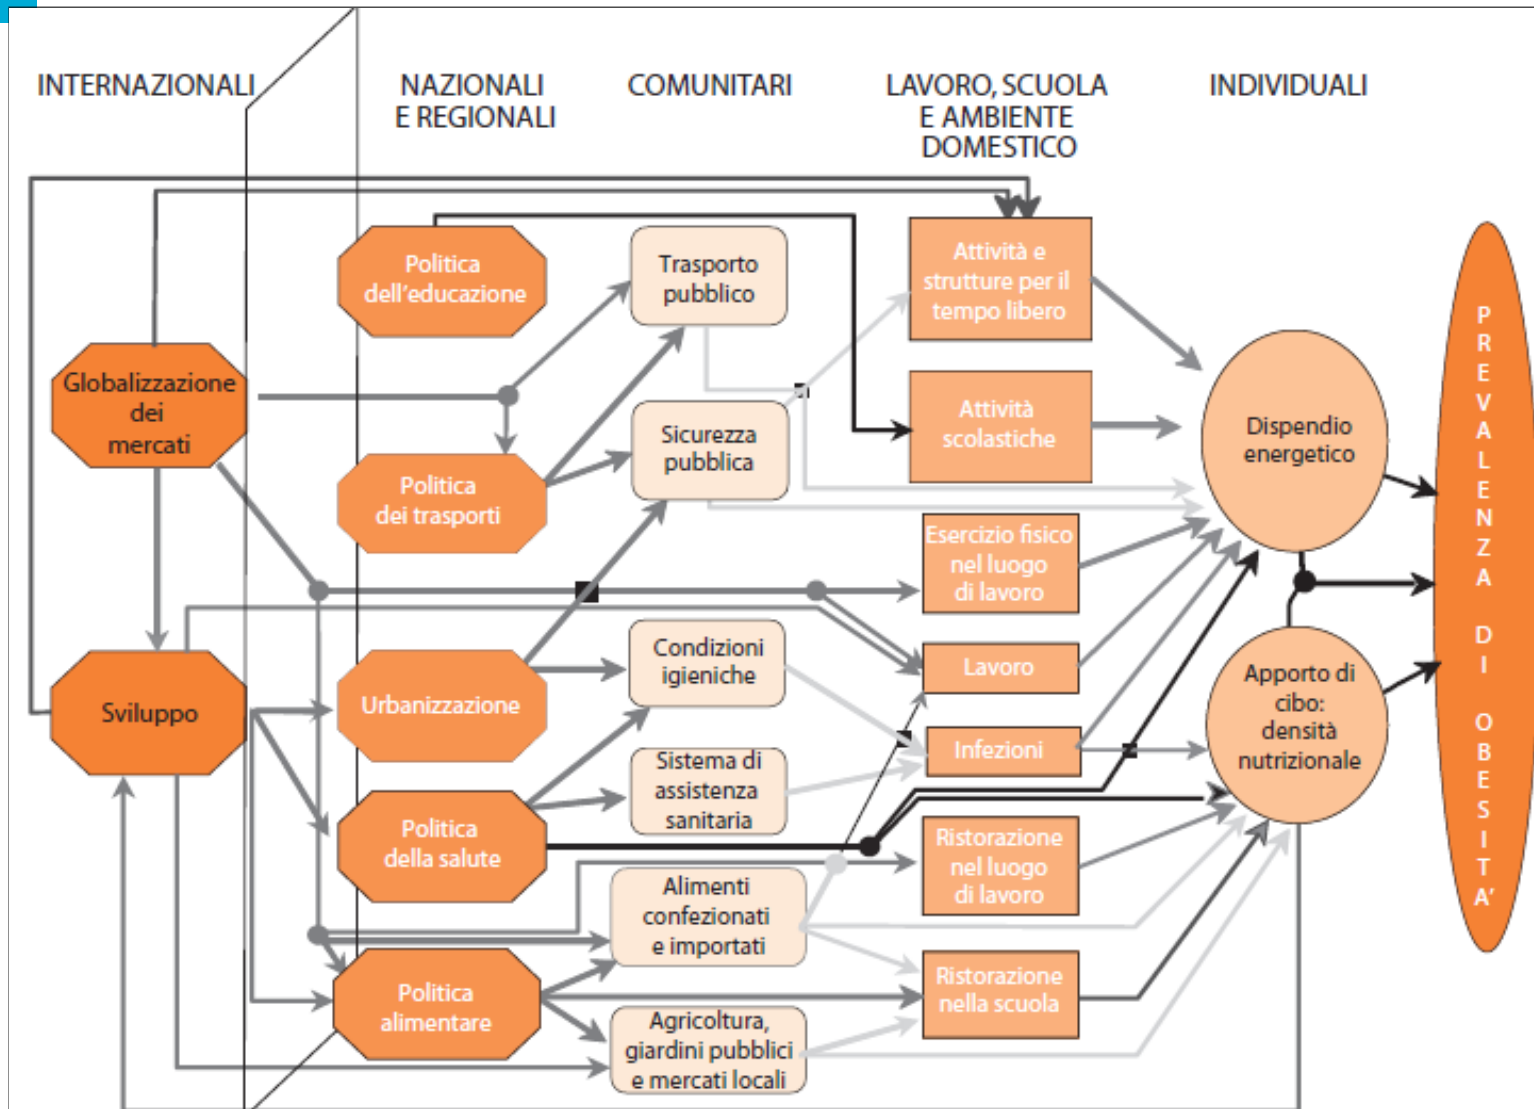 INTERNAZIONALI
NAZIONALI
E REGIONALI
COMUNITARI
LAVORO, SCUOLA
E AMBIENTE
DOMESTICO
INDIVIDUALI
Globalizzazione
dei
mercati
Sviluppo
Politica
dell'educazione
Politica
dei trasporti
Urbanizzazione
Politica
della salute
Politica
alimentare
Trasporto
pubblico
Sicurezza
pubblica
Condizioni
igieniche
Sistema di
assistenza
sanitaria
Alimenti
confezionati
e importati
Agricoltura,
giardini pubblici
e mercati locali
Attività e
strutture per il
tempo libero
Attività
scolastiche
Esercizio fisico
nel luogo
di lavoro
Lavoro
Infezioni
Ristorazione
nel luogo
di lavoro
Ristorazione
nella scuola
Dispendio
energetico
Apporto di
cibo:
densità
nutrizionale
PREVALENZA DI OBESITA'